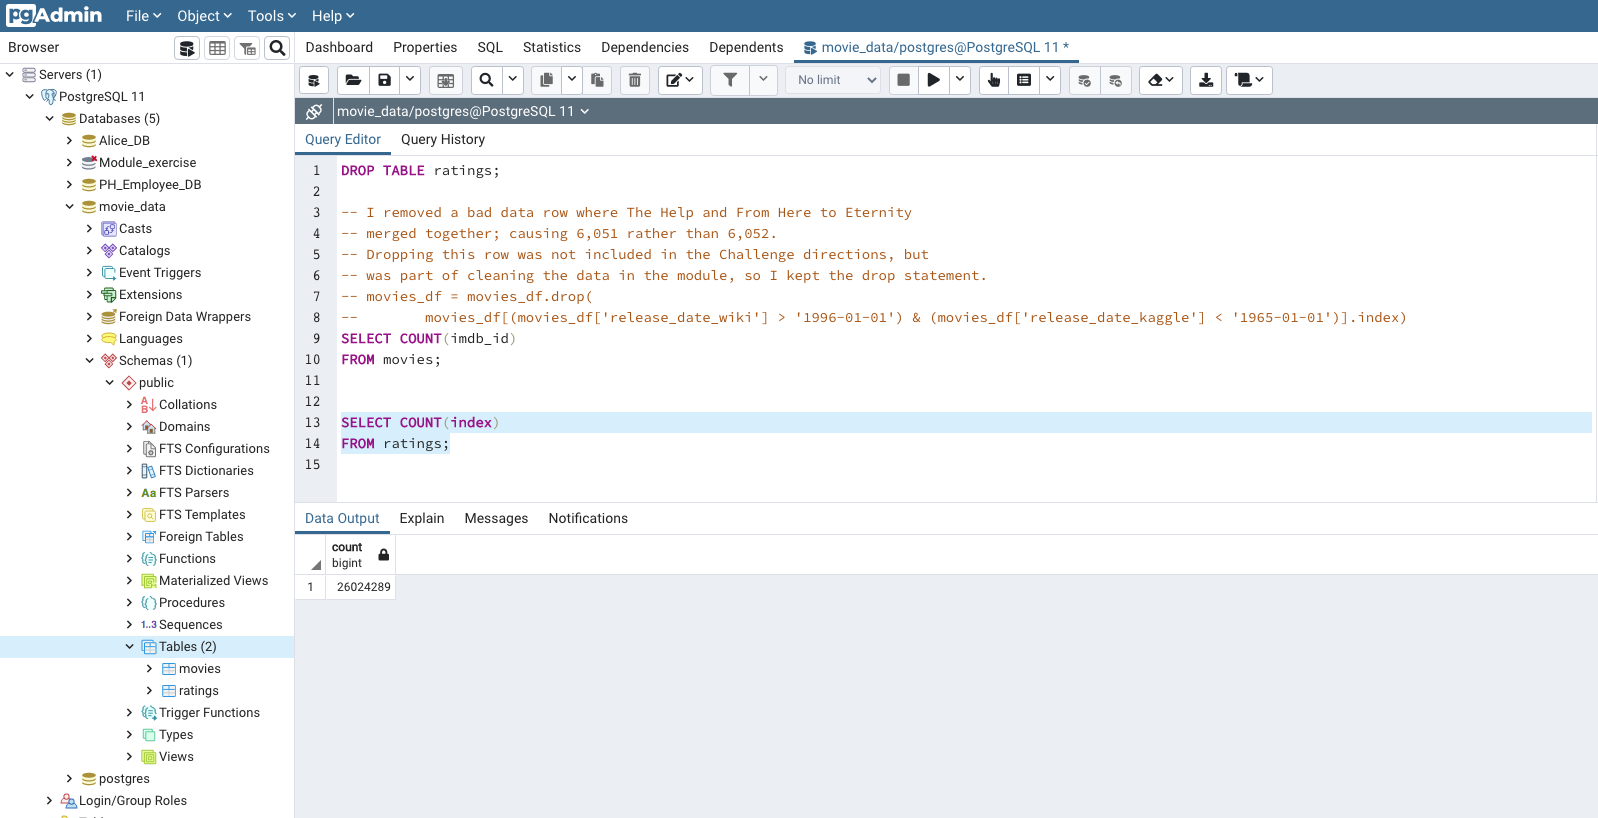 pgAdmin File Object Tools Help
Browser
Dashboard Properties SQL Statistics Dependencies Dependents movie_data/postgres@PostgreSQL 11 *
No limit
movie_data/postgres@PostgreSQL 11
Query Editor Query History
Servers (1)
PostgreSQL 11
Databases (5)
Alice_DB
Module_exercise
PH_Employee_DB
movie_data
Casts
Catalogs
Event Triggers
Extensions
Foreign Data Wrappers
Languages
Schemas (1)
public
Collations
Domains
FTS Configurations
FTS Dictionaries
Aa FTS Parsers
FTS Templates
Foreign Tables
Functions
Materialized Views
Procedures
1..3 Sequences
Tables (2)
movies
ratings
Trigger Functions
Types
Views
postgres
Login/Group Roles
1 DROP TABLE ratings;
2
3 -- I removed a bad data row where The Help and From Here to Eternity
4 -- merged together; causing 6,051 rather than 6,052.
5 -- Dropping this row was not included in the Challenge directions, but
6 -- was part of cleaning the data in the module, so I kept the drop statement.
7 -- movies_df = movies_df.drop(
8 --        movies_df[(movies_df['release_date_wiki'] > '1996-01-01') & (movies_df['release_date_kaggle'] < '1965-01-01')].index)
9 SELECT COUNT(imdb_id)
10 FROM movies;
11
12
13 SELECT COUNT(index)
14 FROM ratings;
15
Data Output Explain Messages Notifications
count
bigint
1 26024289